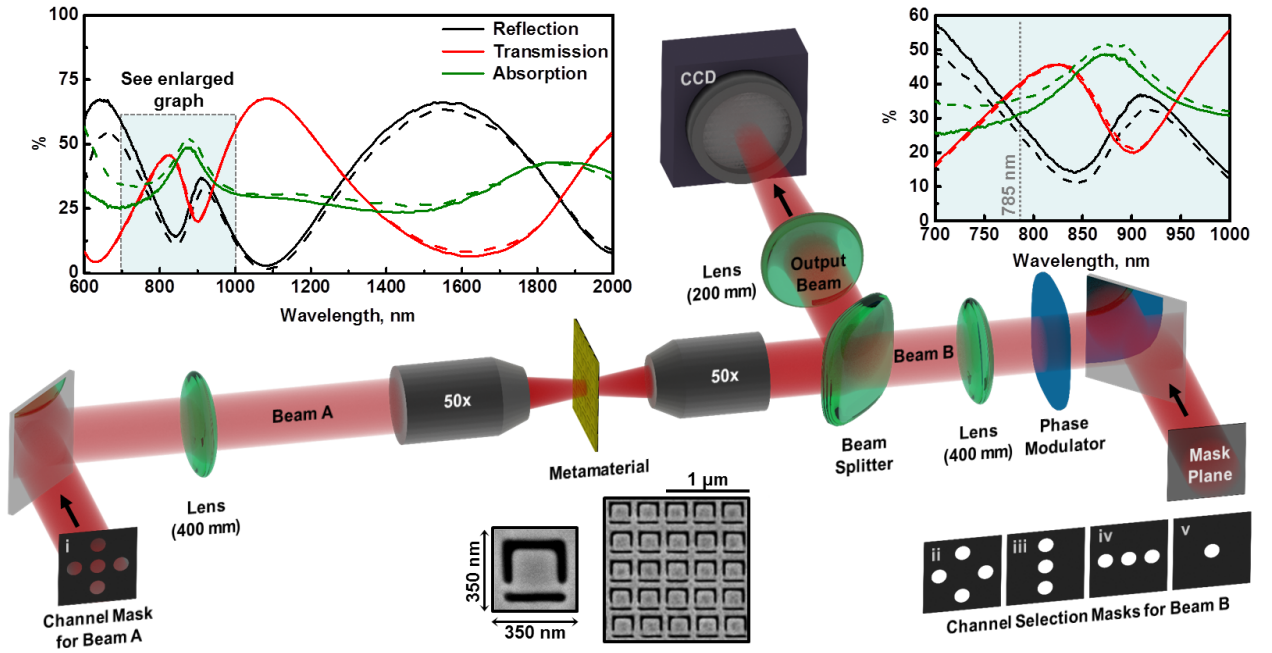 100
75
50
25
0
%
600
800
1000
1200
1400
1600
1800
2000
Wavelength, nm
See enlarged
graph
Reflection
Transmission
Absorption
CCD
60
50
40
30
20
10
0
%
785 nm
700
750
800
850
900
950
1000
Wavelength, nm
Lens
(200 mm)
Output
Beam
Beam A
50x
50x
Beam B
Metamaterial
Beam
Splitter
Lens
(400 mm)
Phase
Modulator
Mask
Plane
Lens
(400 mm)
i
Channel Mask
for Beam A
350 nm
350 nm
1 µm
ii
iii
iv
v
Channel Selection Masks for Beam B